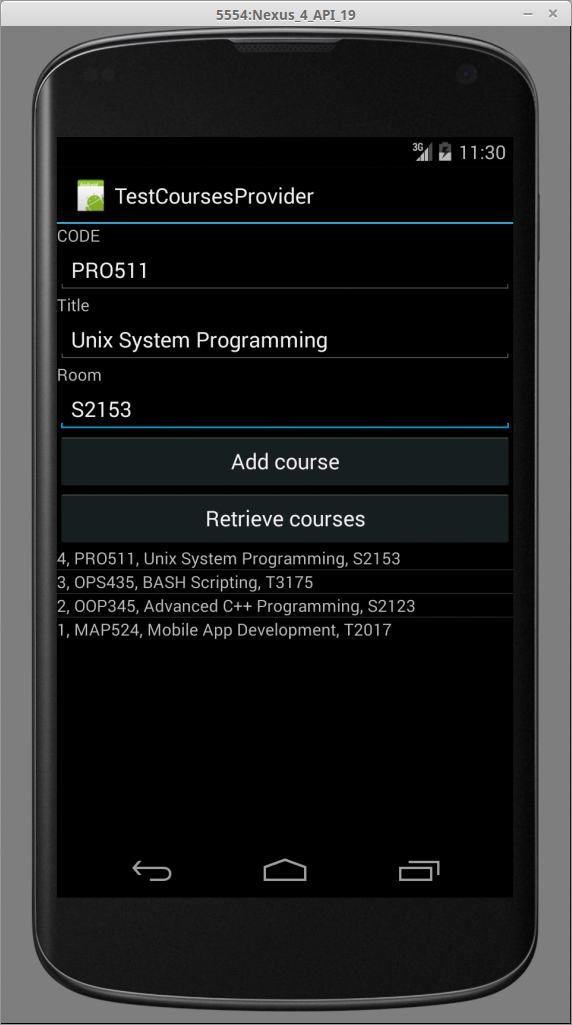 5554:Nexus_4_API_19
3G 11:30
TestCoursesProvider
CODE
PRO511
Title
Unix System Programming
Room
S2153
Add course
Retrieve courses
4, PRO511, Unix System Programming, S2153
3, OPS435, BASH Scripting, T3175
2, OOP345, Advanced C++ Programming, S2123
1, MAP524, Mobile App Development, T2017